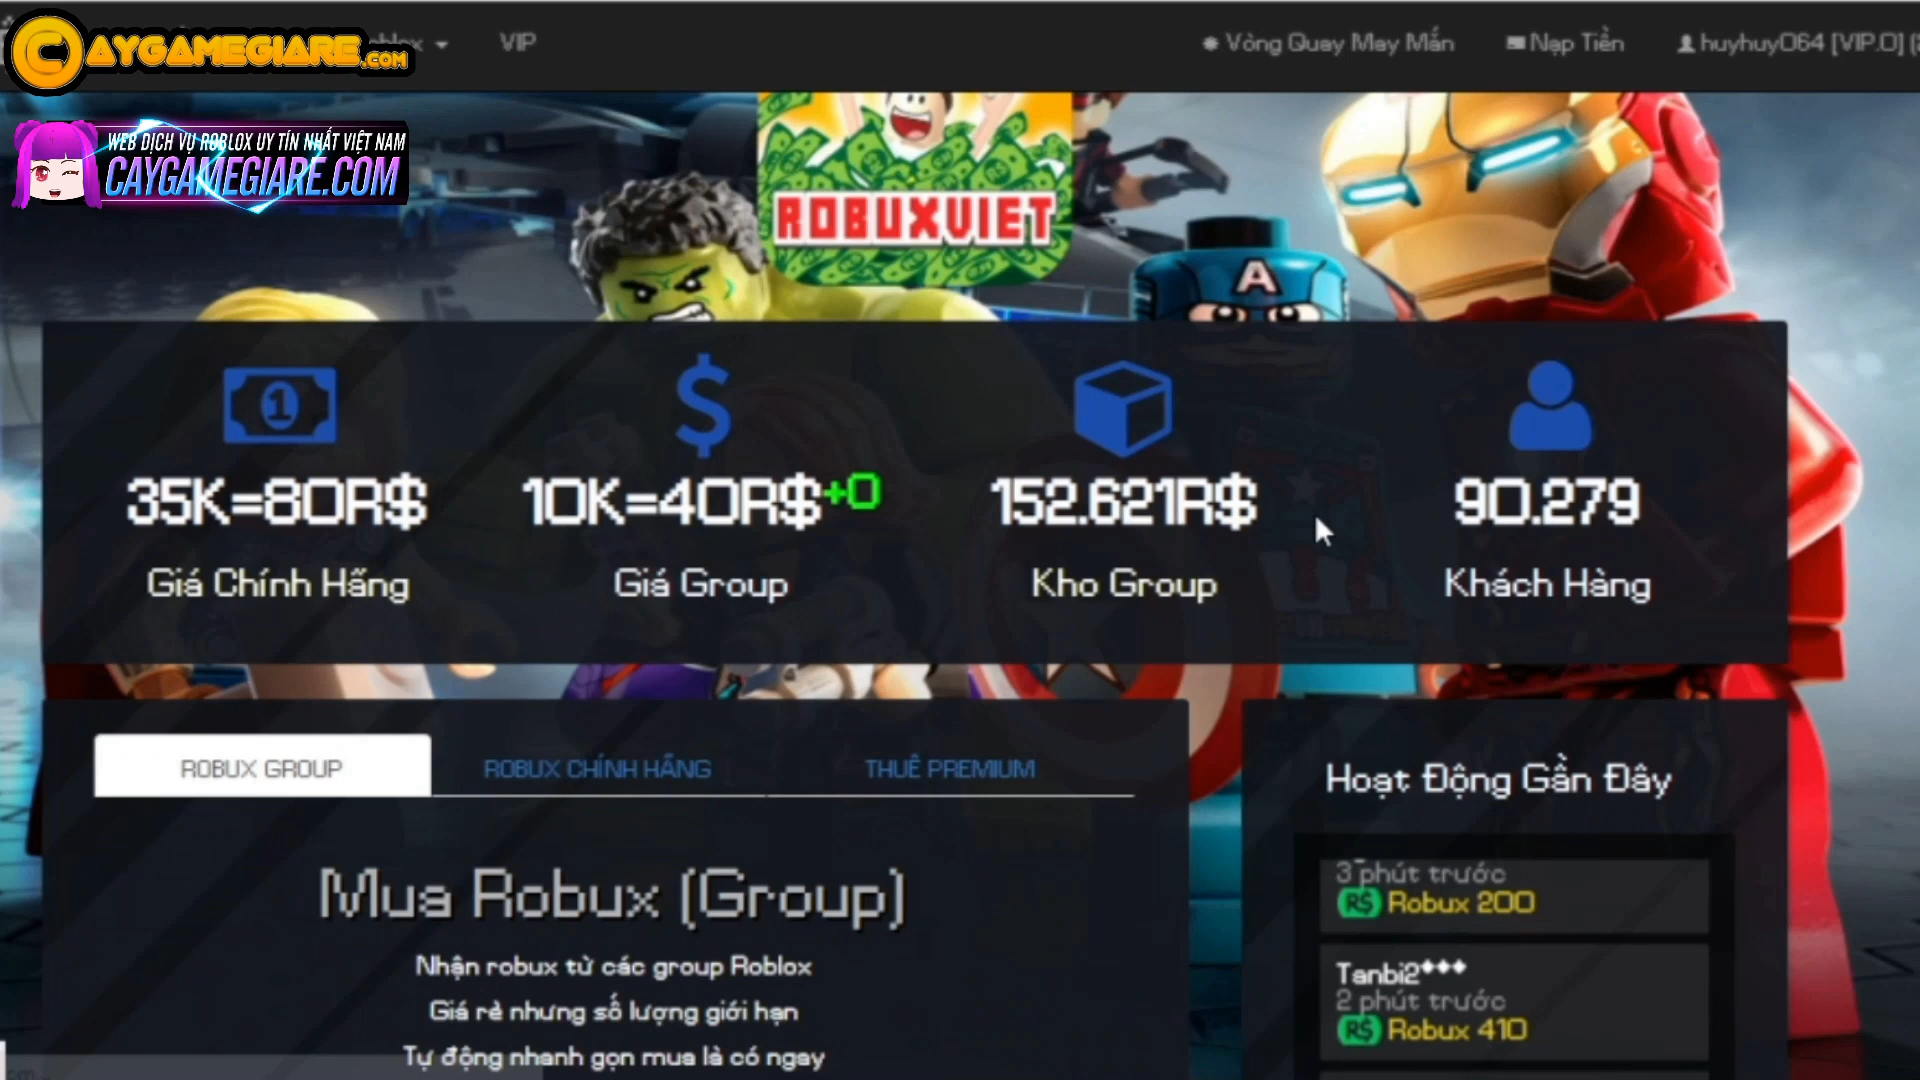 CAYGAMEGIARE.COM
VIP
Vòng Quay May Mắn
Nạp Tiền
huyhuy064 [VIP.0]
WEB DỊCH VỤ ROBLOX UY TÍN NHẤT VIỆT NAM
CAYGAMEGIARE.COM
ROBUXVIET
A
1
35K=80R$
10K=40R$+0
152.621R$
90.279
Giá Chính Hãng
Giá Group
Kho Group
Khách Hàng
ROBUX GROUP
ROBUX CHÍNH HÃNG
THUÊ PREMIUM
Hoạt Động Gần Đây
Mua Robux (Group)
Nhận robux từ các group Roblox
Giá rẻ nhưng số lượng giới hạn
Tự động nhanh gọn mua là có ngay
3 phút trước
R$ Robux 200
Tanbi2***
2 phút trước
R$ Robux 410